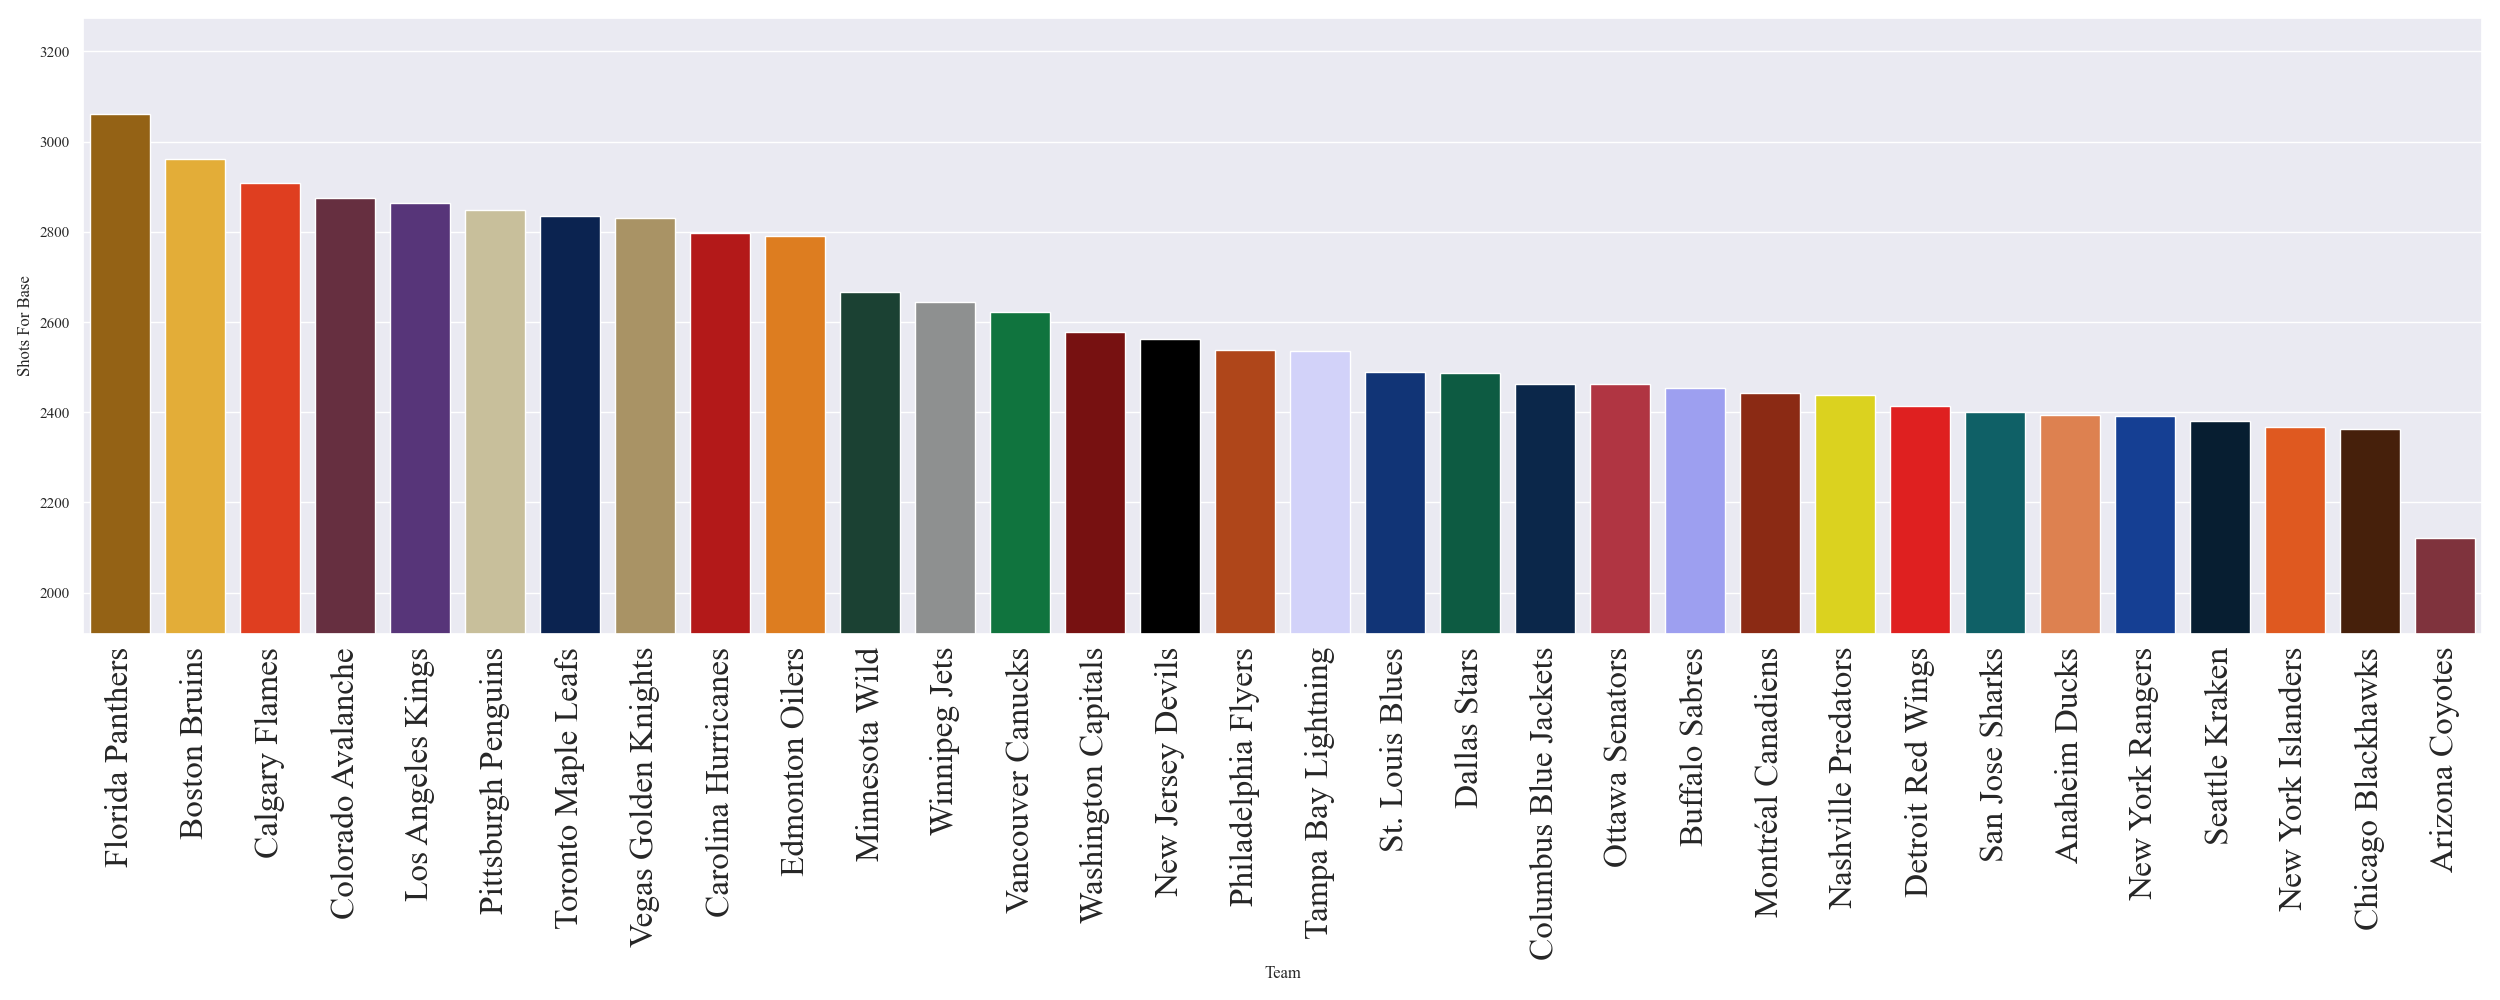 3200
3000
2800
2600
2400
2200
2000
Shots For Base
Florida Panthers
Boston Bruins
Calgary Flames
Colorado Avalanche
Los Angeles Kings
Pittsburgh Penguins
Toronto Maple Leafs
Vegas Golden Knights
Carolina Hurricanes
Edmonton Oilers
Minnesota Wild
Winnipeg Jets
Vancouver Canucks
Washington Capitals
New Jersey Devils
Philadelphia Flyers
Tampa Bay Lightning
St. Louis Blues
Dallas Stars
Columbus Blue Jackets
Ottawa Senators
Buffalo Sabres
Montréal Canadiens
Nashville Predators
Detroit Red Wings
San Jose Sharks
Anaheim Ducks
New York Rangers
Seattle Kraken
New York Islanders
Chicago Blackhawks
Arizona Coyotes
Team